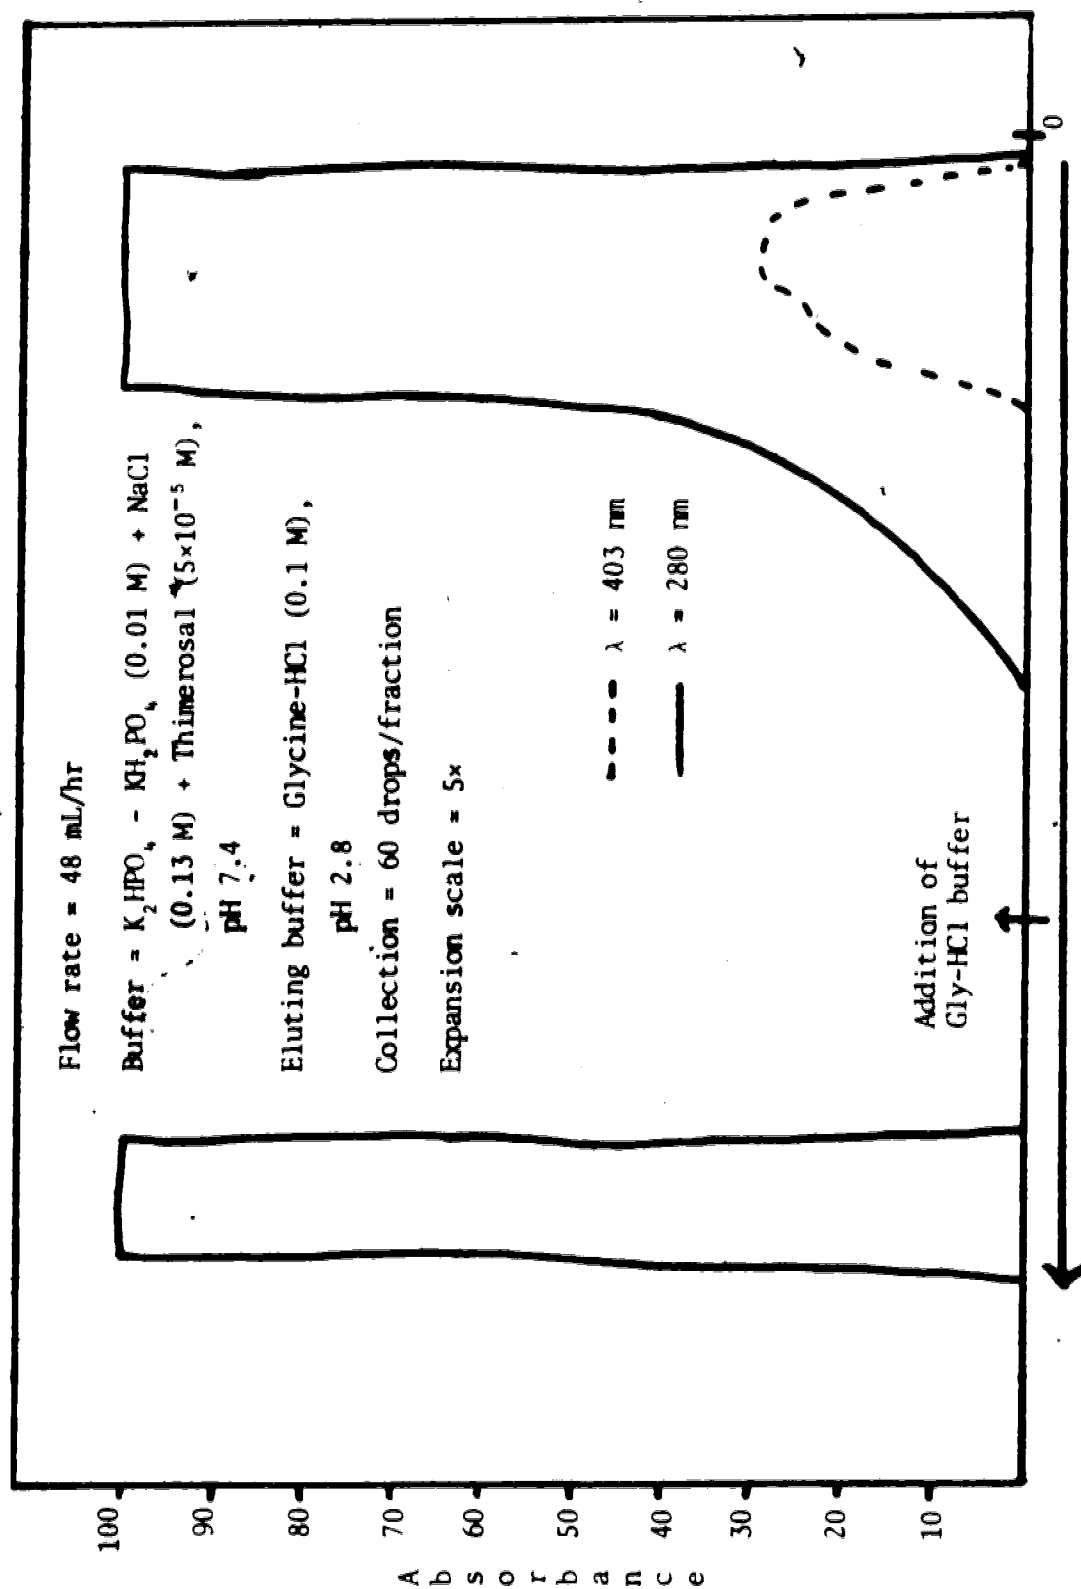 Flow rate = 48 mL/hr
Buffer = K₂HPO₄ - KH₂PO₄ (0.01 M) + NaCl
(0.13 M) + Thimerosal (5×10⁻⁵ M),
pH 7.4
Eluting buffer = Glycine-HCl (0.1 M),
pH 2.8
Collection = 60 drops/fraction
Expansion scale = 5×
λ = 403 nm
λ = 280 nm
Addition of
Gly-HCl buffer
100
90
80
70
60
50
40
30
20
10
0
Absorbance